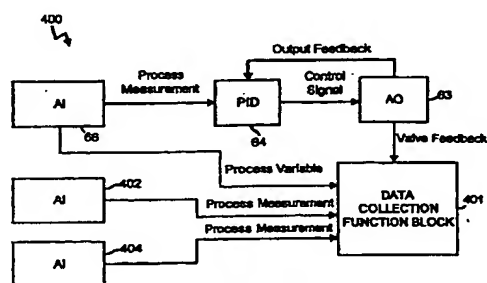 400
Output Feedback
Process
Measurement
Control
Signal
AI
PID
AO
63
66
64
Valve Feedback
Process Variable
402
AI
Process Measurement
DATA
COLLECTION
FUNCTION BLOCK
401
Process Measurement
404
AI